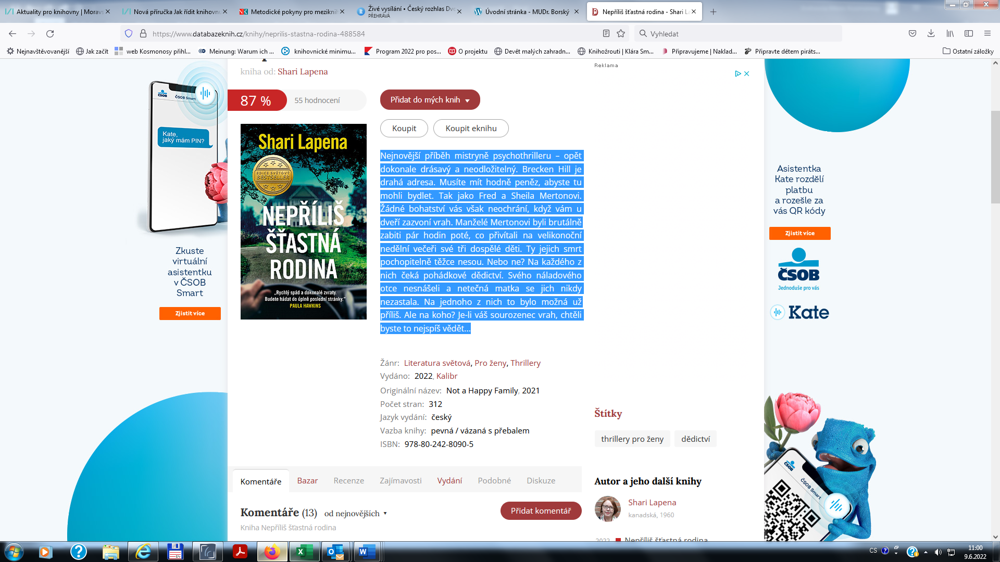 Aktuality pro knihovny | Moravs
Nová příručka Jak řídit knihovnu
Metodické pokyny pro mezikni
Živé vysílání • Český rozhlas Dvo
PŘEHRÁVÁ
Úvodní stránka - MUDr. Borský
Nepříliš šťastná rodina - Shari La
https://www.databazeknih.cz/knihy/neprilis-stastna-rodina-488584
Vyhledat
Nejnavštěvovanější
Jak začít
web Kosmonosy přihl...
Meinung: Warum ich ...
knihovnické minimu...
Program 2022 pro pos...
O projektu
Devět malých zahradn...
Knihožrouti | Klára Sm...
Připravujeme | Naklad...
Připravte dětem piráts...
Ostatní záložky
kniha od: Shari Lapena
87 %
55 hodnocení
Přidat do mých knih
Koupit
Koupit eknihu
Shari Lapena
EDICE SVĚTOVÝ
BESTSELLER
NEPŘÍLIŠ
ŠŤASTNÁ
RODINA
„Rychlý spád a dokonalé zvraty.
Budete hádat do úplně poslední stránky.“
PAULA HAWKINS
Nejnovější příběh mistryně psychothrilleru – opět
dokonale drásavý a neodložitelný. Brecken Hill je
drahá adresa. Musíte mít hodně peněz, abyste tu
mohli bydlet. Tak jako Fred a Sheila Mertonovi.
Žádné bohatství vás však neochrání, když vám u
dveří zazvoní vrah. Manželé Mertonovi byli brutálně
zabiti pár hodin poté, co přivítali na velikonoční
nedělní večeři své tři dospělé děti. Ty jejich smrt
pochopitelně těžce nesou. Nebo ne? Na každého z
nich čeká pohádkové dědictví. Svého náladového
otce nesnášeli a netečná matka se jich nikdy
nezastala. Na jednoho z nich to bylo možná už
příliš. Ale na koho? Je-li váš sourozenec vrah, chtěli
byste to nejspíš vědět...
Žánr: Literatura světová, Pro ženy, Thrillery
Vydáno: 2022, Kalibr
Originální název: Not a Happy Family, 2021
Počet stran: 312
Jazyk vydání: český
Vazba knihy: pevná / vázaná s přebalem
ISBN: 978-80-242-8090-5
Komentáře
Bazar
Recenze
Zajímavosti
Vydání
Podobné
Diskuze
Komentáře (13) od nejnovějších
Přidat komentář
Kniha Nepříliš šťastná rodina
Reklama
Štítky
thrillery pro ženy
dědictví
Autor a jeho další knihy
Shari Lapena
kanadská, 1960
2022 Nepříliš šťastná rodina
ČSOB
ČSOB Smart
Kate,
jaký mám PIN?
Zkuste
virtuální
asistentku
v ČSOB
Smart
Zjistit více
Asistentka
Kate rozdělí
platbu
a rozešle za
vás QR kódy
Zjistit více
ČSOB
Jednoduše pro vás
Kate
ČSOB
ČSOB Smart
CS
11:00
9.6.2022